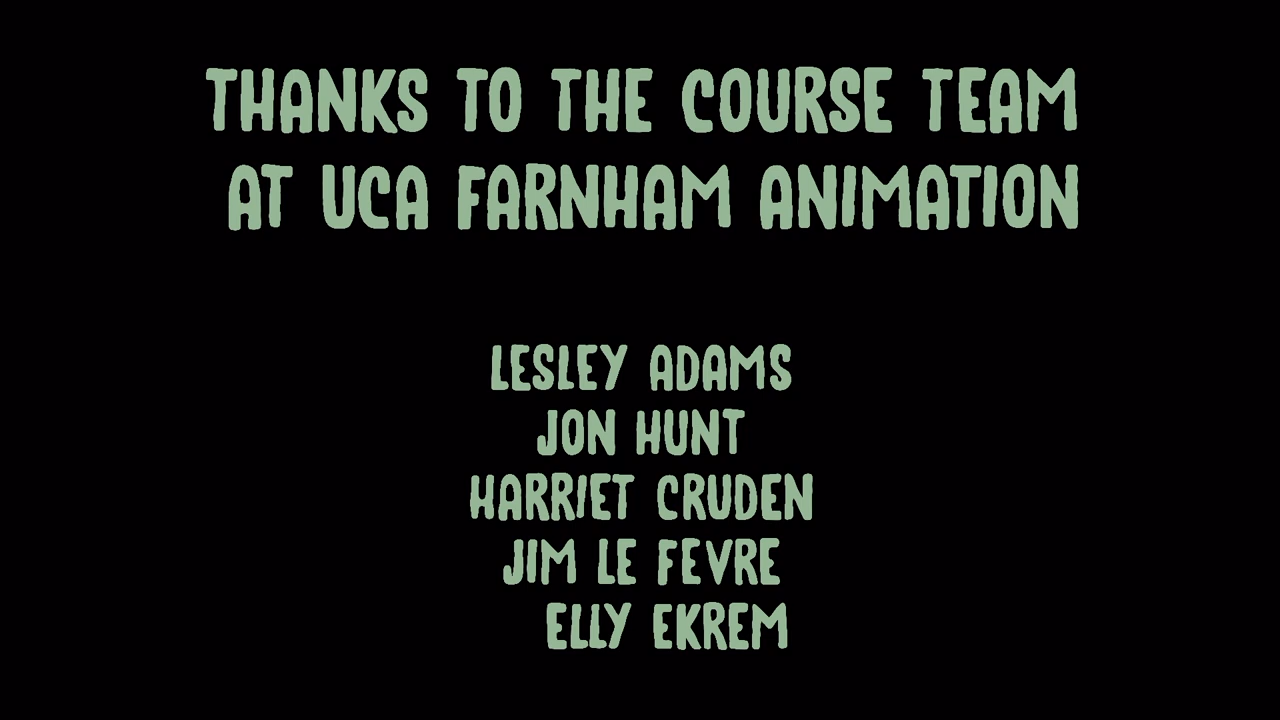 THANKS TO THE COURSE TEAM
AT UCA FARNHAM ANIMATION
LESLEY ADAMS
JON HUNT
HARRIET CRUDEN
JIM LE FEVRE
ELLY EKREM